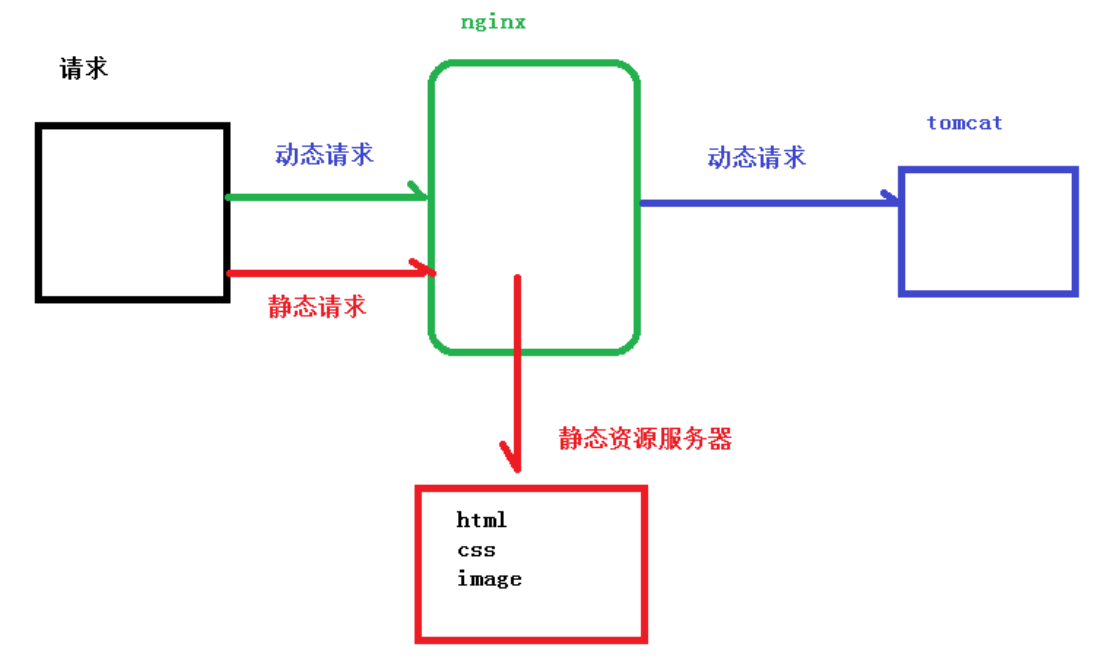 nginx
请求
tomcat
动态请求
动态请求
静态请求
静态资源服务器
html
css
image